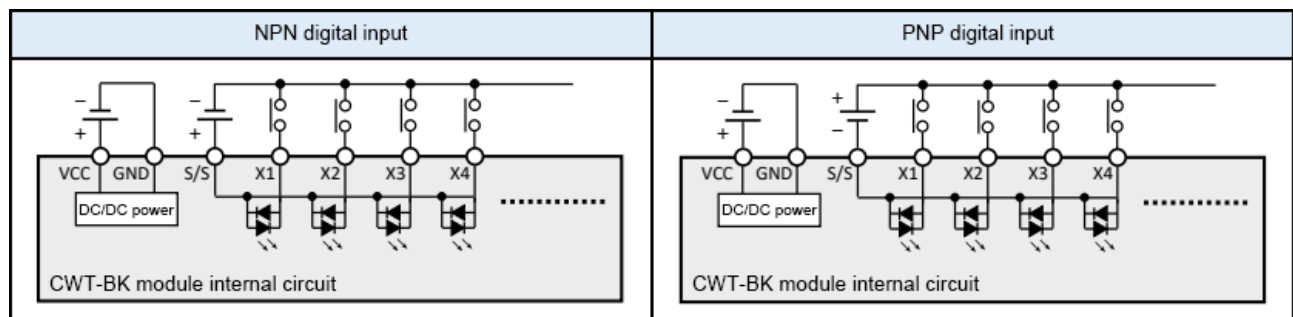 NPN digital input
PNP digital input
− − 
+ +
VCC GND S/S X1 X2 X3 X4
DC/DC power
CWT-BK module internal circuit
− +
+ −
VCC GND S/S X1 X2 X3 X4
DC/DC power
CWT-BK module internal circuit